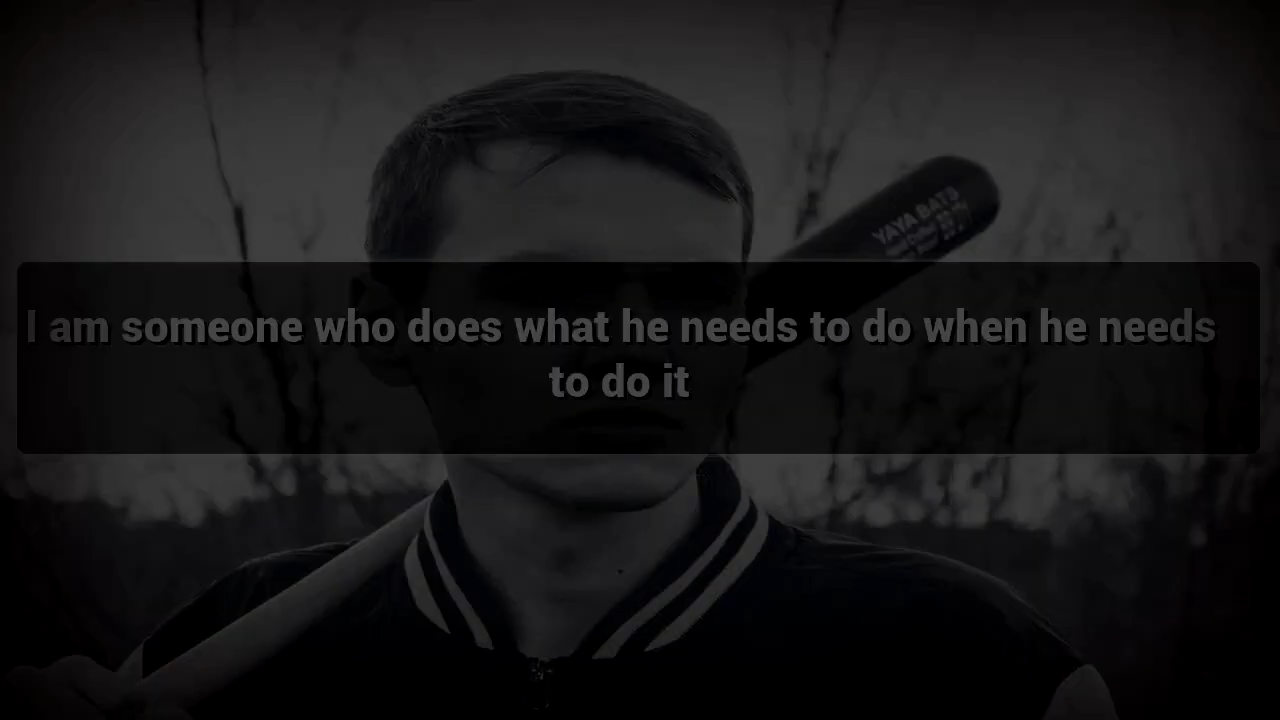 YAYA BATS
I am someone who does what he needs to do when he needs
to do it